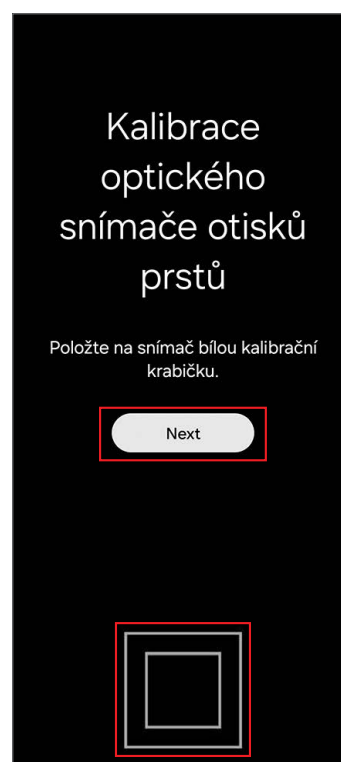 Kalibrace
optického
snímače otisků
prstů
Položte na snímač bílou kalibrační
krabičku.
Next